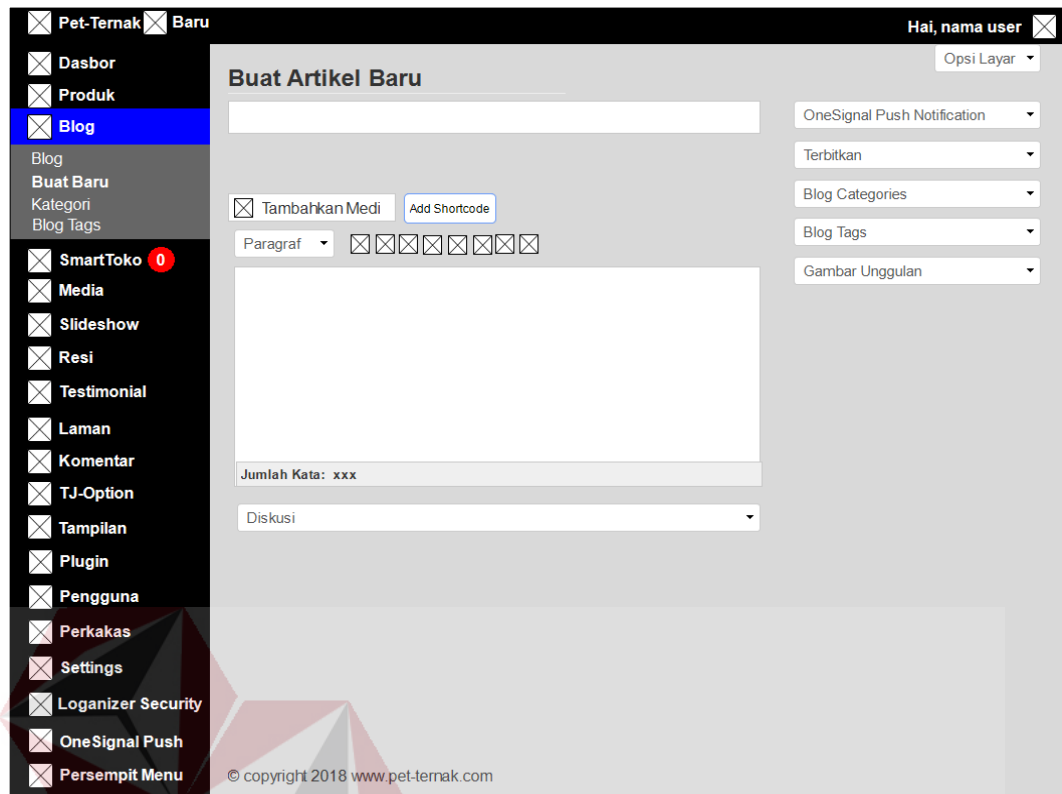 Pet-Ternak Baru
Hai, nama user
Dasbor
Produk
Blog
Blog
Buat Baru
Kategori
Blog Tags
SmartToko 0
Media
Slideshow
Resi
Testimonial
Laman
Komentar
TJ-Option
Tampilan
Plugin
Pengguna
Perkakas
Settings
Loganizer Security
OneSignal Push
Persempit Menu
Opsi Layar
Buat Artikel Baru
Tambahkan Medi
Add Shortcode
Paragraf
Jumlah Kata: xxx
Diskusi
OneSignal Push Notification
Terbitkan
Blog Categories
Blog Tags
Gambar Unggulan
© copyright 2018 www.pet-ternak.com